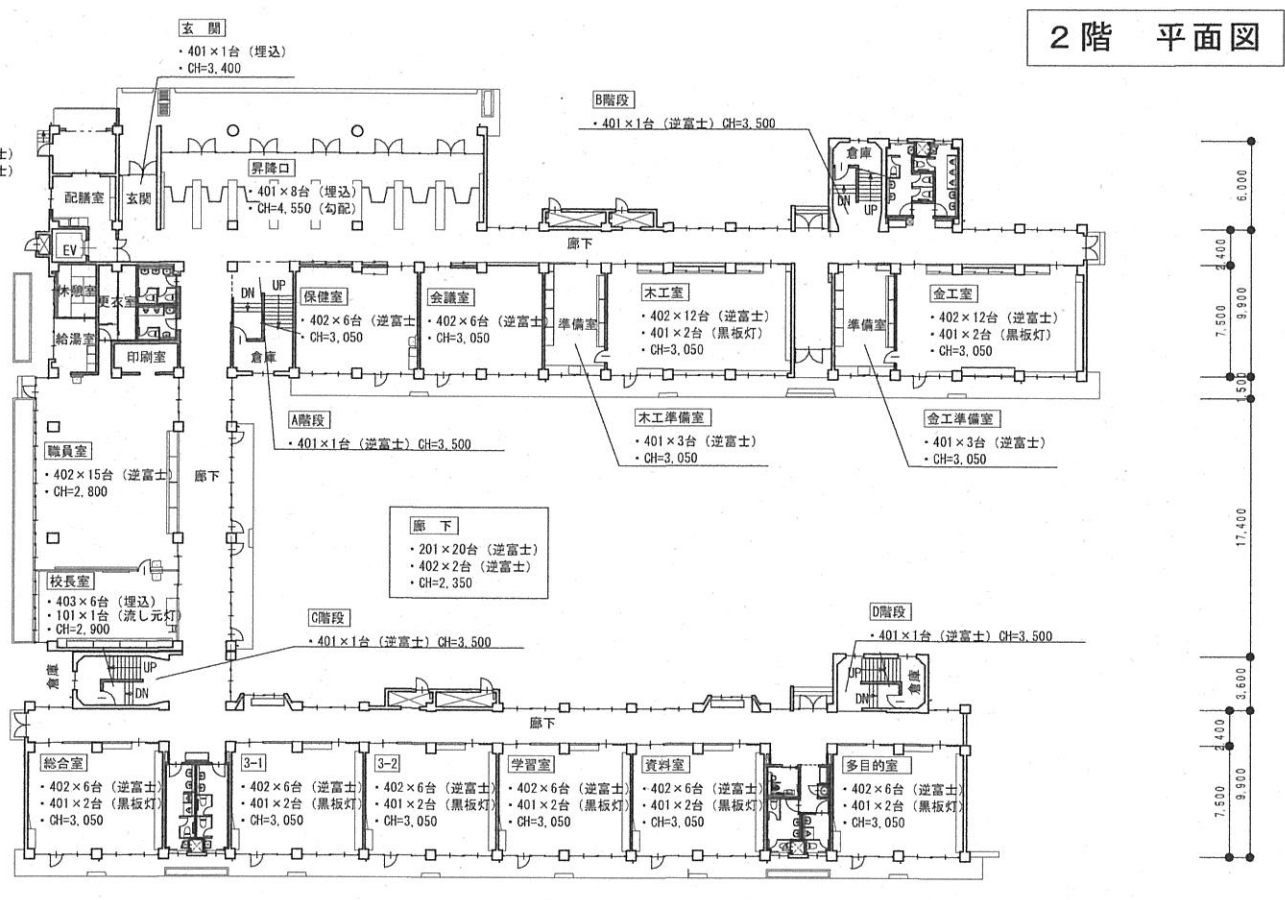 2階 平面図
玄 関
・401×1台 (埋込)
・CH=3,400
B階段
・401×1台 (逆富士) CH=3,500
昇降口
・401×8台 (埋込)
・CH=4,550 (勾配)
配膳室
玄関
倉庫
DN
UP
EV
廊下
休憩室
更衣室
給湯室
印刷室
DN
UP
倉庫
保健室
・402×6台 (逆富士)
・CH=3,050
会議室
・402×6台 (逆富士)
・CH=3,050
準備室
木工室
・402×12台 (逆富士)
・401×2台 (黒板灯)
・CH=3,050
準備室
金工室
・402×12台 (逆富士)
・401×2台 (黒板灯)
・CH=3,050
6,000
2,400
7,500
9,900
1,500
17,400
3,600
2,400
7,500
9,900
A階段
・401×1台 (逆富士) CH=3,500
木工準備室
・401×3台 (逆富士)
・CH=3,050
金工準備室
・401×3台 (逆富士)
・CH=3,050
職員室
・402×15台 (逆富士)
・CH=2,800
廊下
廊 下
・201×20台 (逆富士)
・402×2台 (逆富士)
・CH=2,350
校長室
・403×6台 (埋込)
・101×1台 (流し元灯)
・CH=2,900
C階段
・401×1台 (逆富士) CH=3,500
D階段
・401×1台 (逆富士) CH=3,500
倉庫
UP
DN
UP
DN
倉庫
廊下
総合室
・402×6台 (逆富士)
・401×2台 (黒板灯)
・CH=3,050
3-1
・402×6台 (逆富士)
・401×2台 (黒板灯)
・CH=3,050
3-2
・402×6台 (逆富士)
・401×2台 (黒板灯)
・CH=3,050
学習室
・402×6台 (逆富士)
・401×2台 (黒板灯)
・CH=3,050
資料室
・402×6台 (逆富士)
・401×2台 (黒板灯)
・CH=3,050
多目的室
・402×6台 (逆富士)
・401×2台 (黒板灯)
・CH=3,050